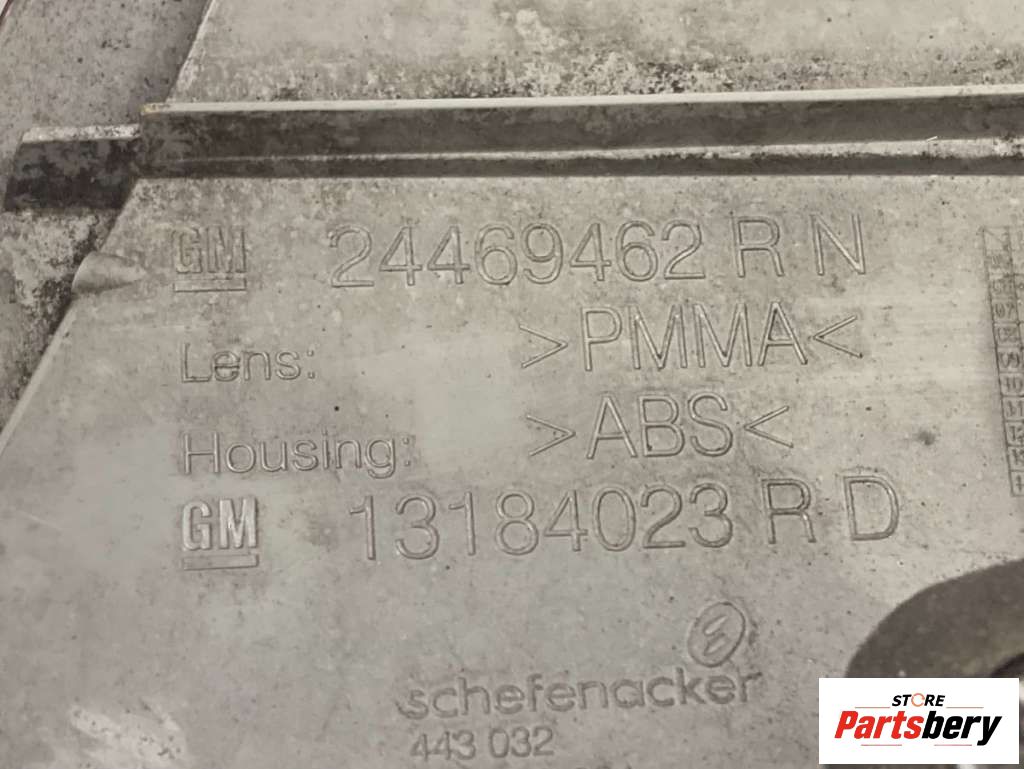 GM 24469462 R N
Lens: >PMMA<
Housing: >ABS<
GM 13184023 R D
schefenacker
443 032
STORE
Partsbery